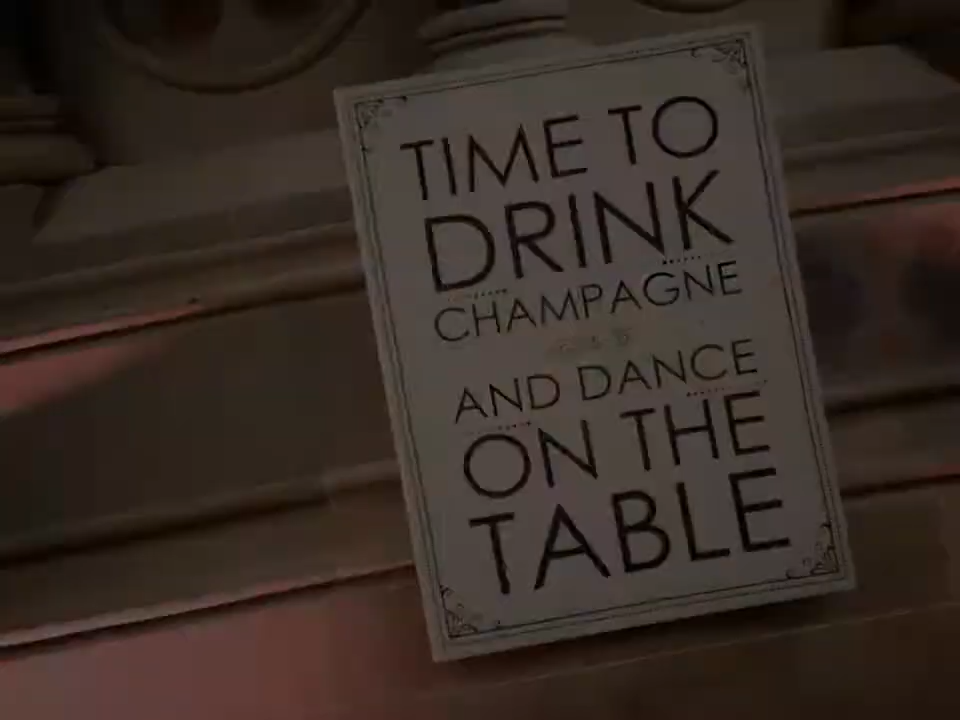 TIME TO
DRINK
CHAMPAGNE
AND DANCE
ON THE
TABLE